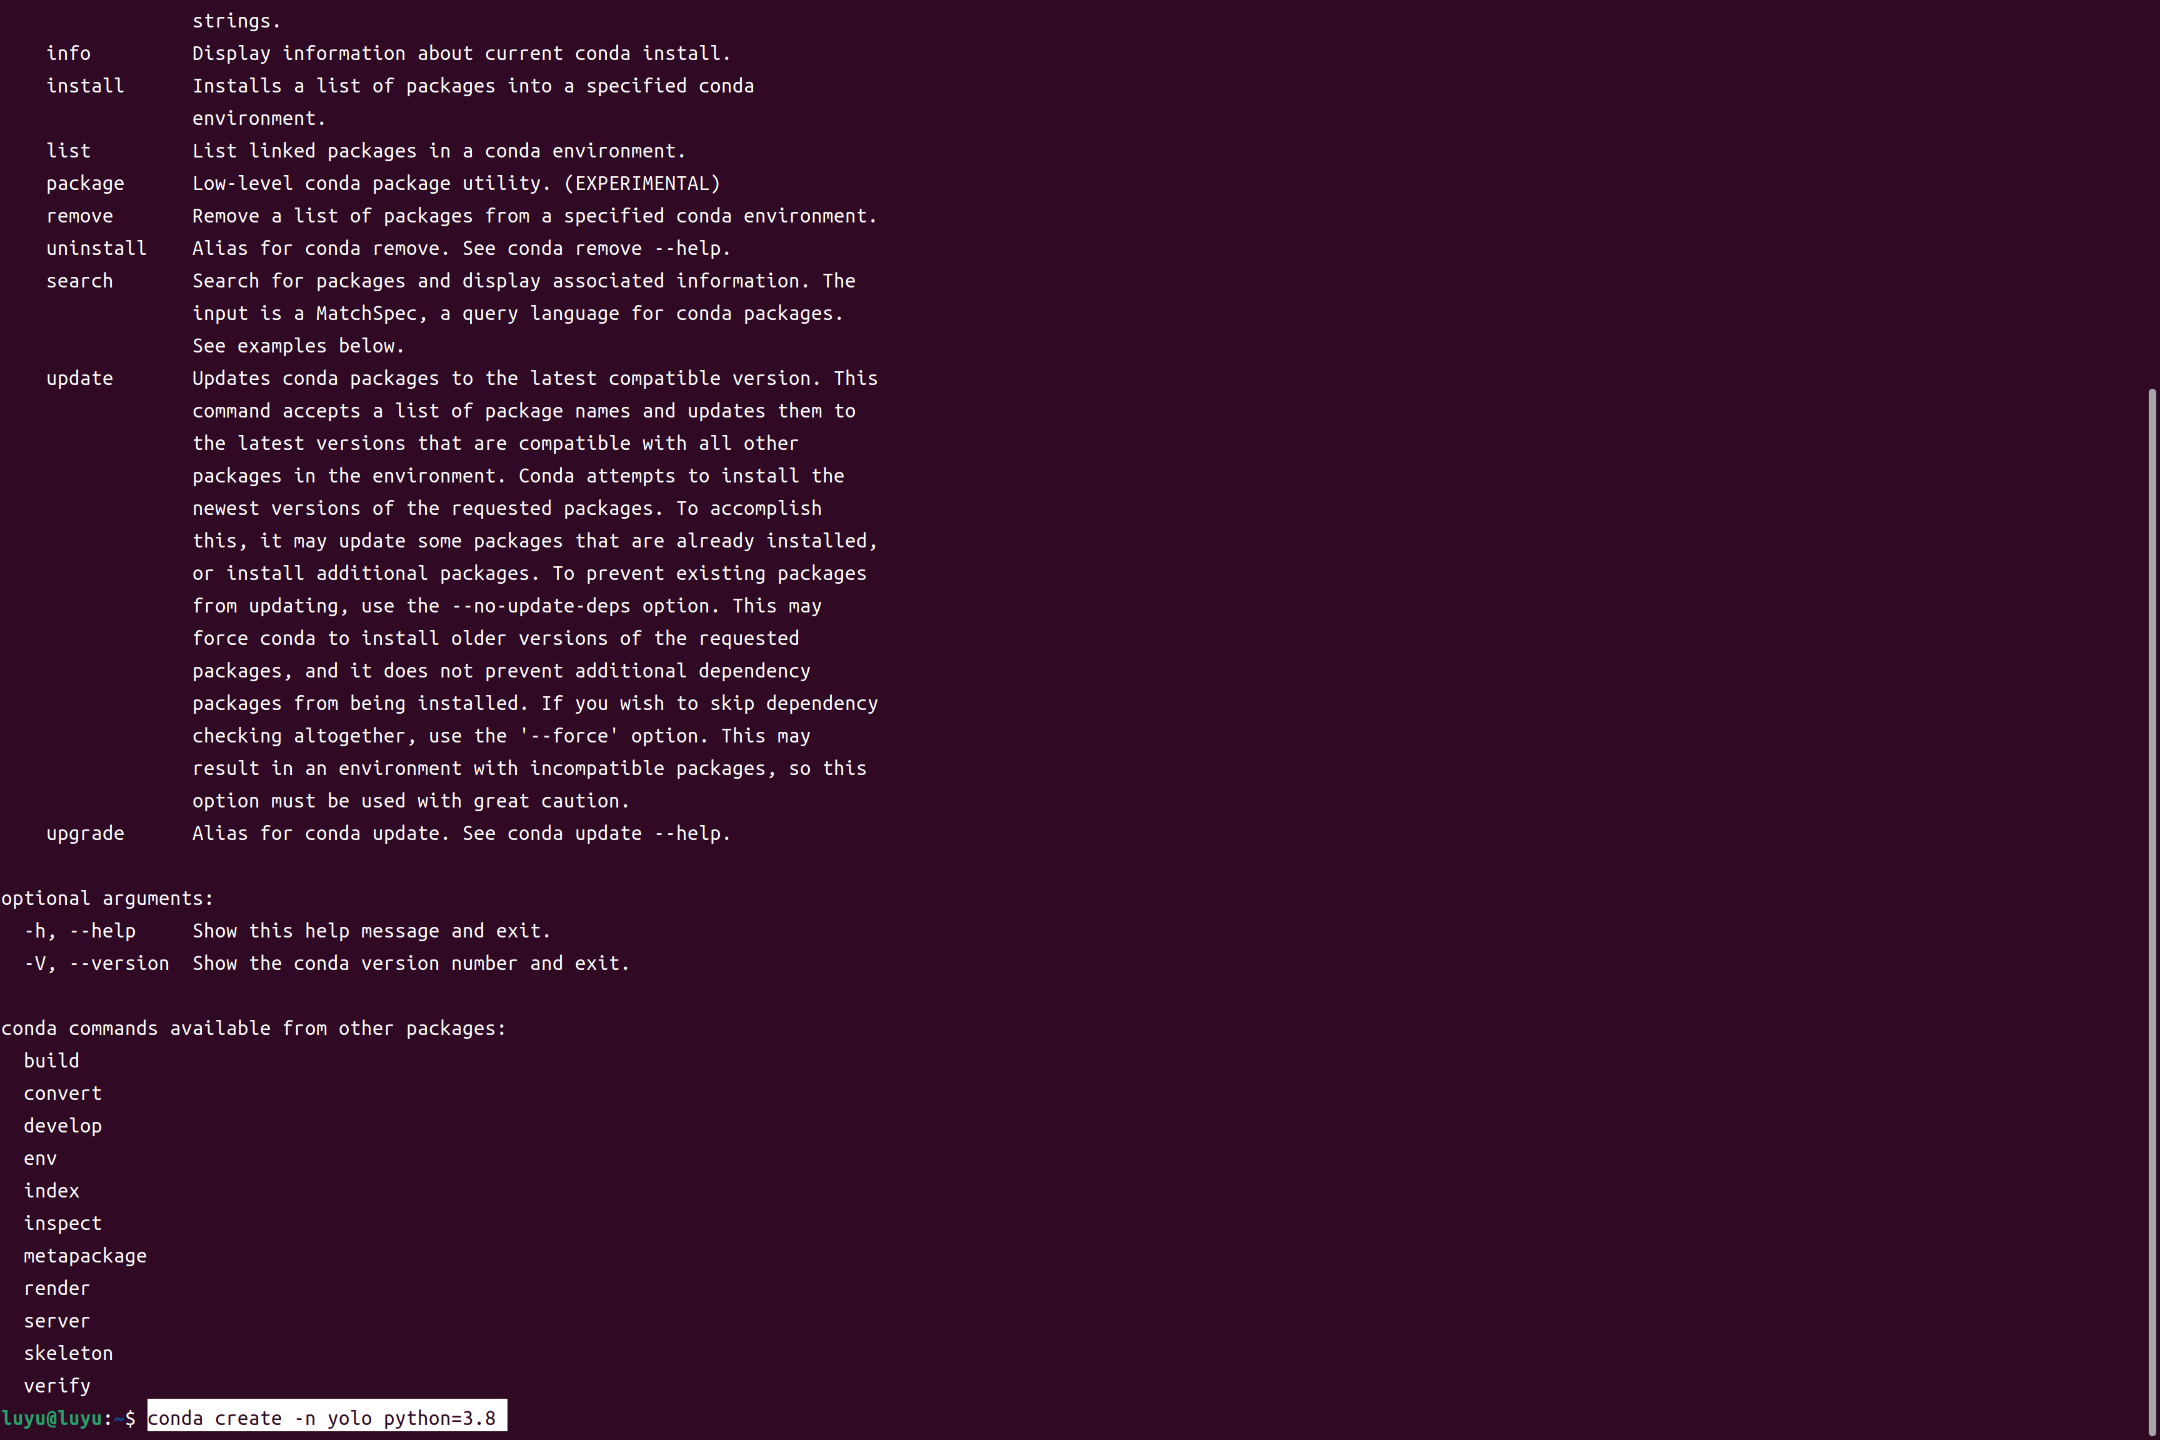 strings.
info Display information about current conda install.
install Installs a list of packages into a specified conda
environment.
list List linked packages in a conda environment.
package Low-level conda package utility. (EXPERIMENTAL)
remove Remove a list of packages from a specified conda environment.
uninstall Alias for conda remove. See conda remove --help.
search Search for packages and display associated information. The
input is a MatchSpec, a query language for conda packages.
See examples below.
update Updates conda packages to the latest compatible version. This
command accepts a list of package names and updates them to
the latest versions that are compatible with all other
packages in the environment. Conda attempts to install the
newest versions of the requested packages. To accomplish
this, it may update some packages that are already installed,
or install additional packages. To prevent existing packages
from updating, use the --no-update-deps option. This may
force conda to install older versions of the requested
packages, and it does not prevent additional dependency
packages from being installed. If you wish to skip dependency
checking altogether, use the '--force' option. This may
result in an environment with incompatible packages, so this
option must be used with great caution.
upgrade Alias for conda update. See conda update --help.
optional arguments:
-h, --help Show this help message and exit.
-V, --version Show the conda version number and exit.
conda commands available from other packages:
build
convert
develop
env
index
inspect
metapackage
render
server
skeleton
verify
luyu@luyu:~$ conda create -n yolo python=3.8